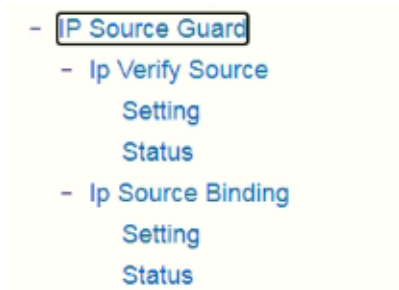 - IP Source Guard
- Ip Verify Source
Setting
Status
- Ip Source Binding
Setting
Status